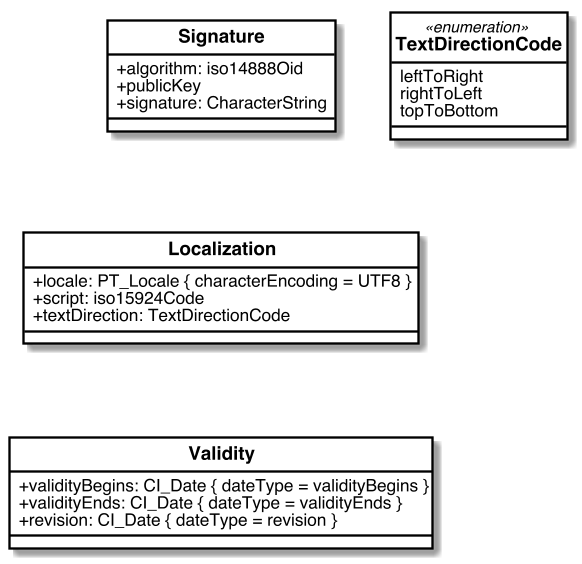 Signature
+algorithm: iso14888Oid
+publicKey
+signature: CharacterString
«enumeration»
TextDirectionCode
leftToRight
rightToLeft
topToBottom
Localization
+locale: PT_Locale { characterEncoding = UTF8 }
+script: iso15924Code
+textDirection: TextDirectionCode
Validity
+validityBegins: CI_Date { dateType = validityBegins }
+validityEnds: CI_Date { dateType = validityEnds }
+revision: CI_Date { dateType = revision }